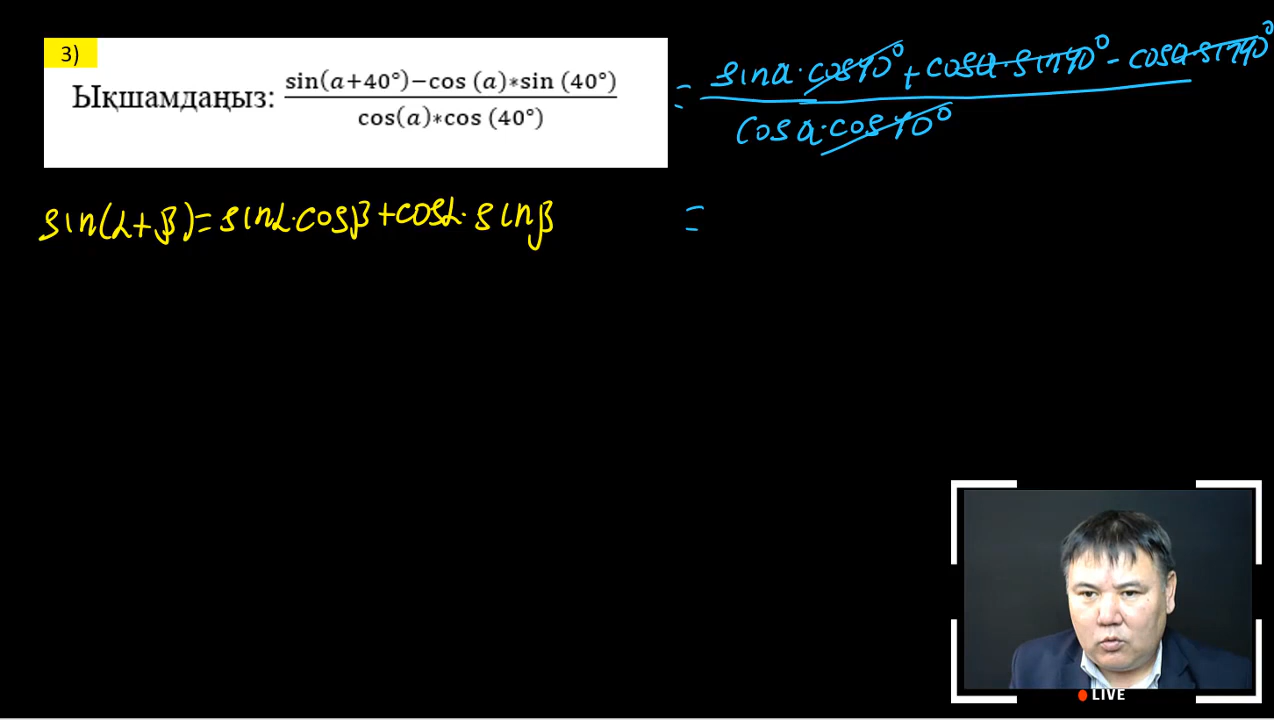 3)
Ықшамдаңыз: sin(a+40°)−cos (a)*sin (40°)
cos(a)*cos (40°)
= sina·cos40° + cosa·sin40° - cosa·sin40°
cosa·cos40°
sin(α+β)=sinα·cosβ+cosα·sinβ
=
LIVE